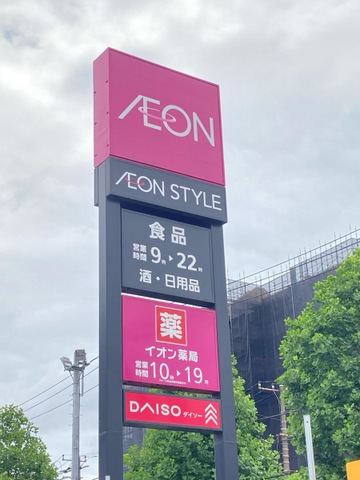 ÆON
ÆON STYLE
食品
営業時間 9時▶22時
酒・日用品
薬
イオン薬局
営業時間 10時▶19時
DAISO ダイソー